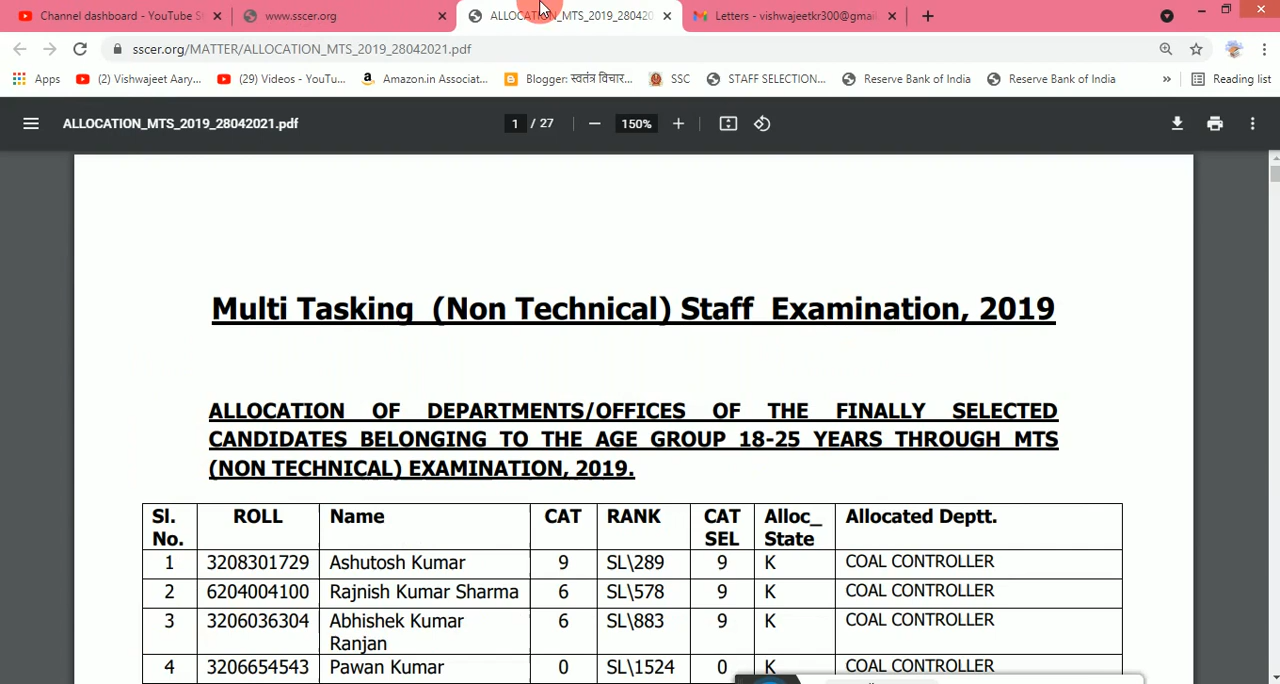 Channel dashboard - YouTube S
www.sscer.org
ALLOCATION_MTS_2019_280420
Letters - vishwajeetkr300@gmai
sscer.org/MATTER/ALLOCATION_MTS_2019_28042021.pdf
Apps (2) Vishwajeet Aary... (29) Videos - YouTu... Amazon.in Associat... Blogger: स्वतंत्र विचार... SSC STAFF SELECTION... Reserve Bank of India Reserve Bank of India » Reading list
ALLOCATION_MTS_2019_28042021.pdf 1 / 27 150%
Multi Tasking (Non Technical) Staff Examination, 2019
ALLOCATION OF DEPARTMENTS/OFFICES OF THE FINALLY SELECTED
CANDIDATES BELONGING TO THE AGE GROUP 18-25 YEARS THROUGH MTS
(NON TECHNICAL) EXAMINATION, 2019.
Sl. No. ROLL Name CAT RANK CAT SEL Alloc_ State Allocated Deptt.
1 3208301729 Ashutosh Kumar 9 SL\289 9 K COAL CONTROLLER
2 6204004100 Rajnish Kumar Sharma 6 SL\578 9 K COAL CONTROLLER
3 3206036304 Abhishek Kumar Ranjan 6 SL\883 9 K COAL CONTROLLER
4 3206654543 Pawan Kumar 0 SL\1524 0 K COAL CONTROLLER